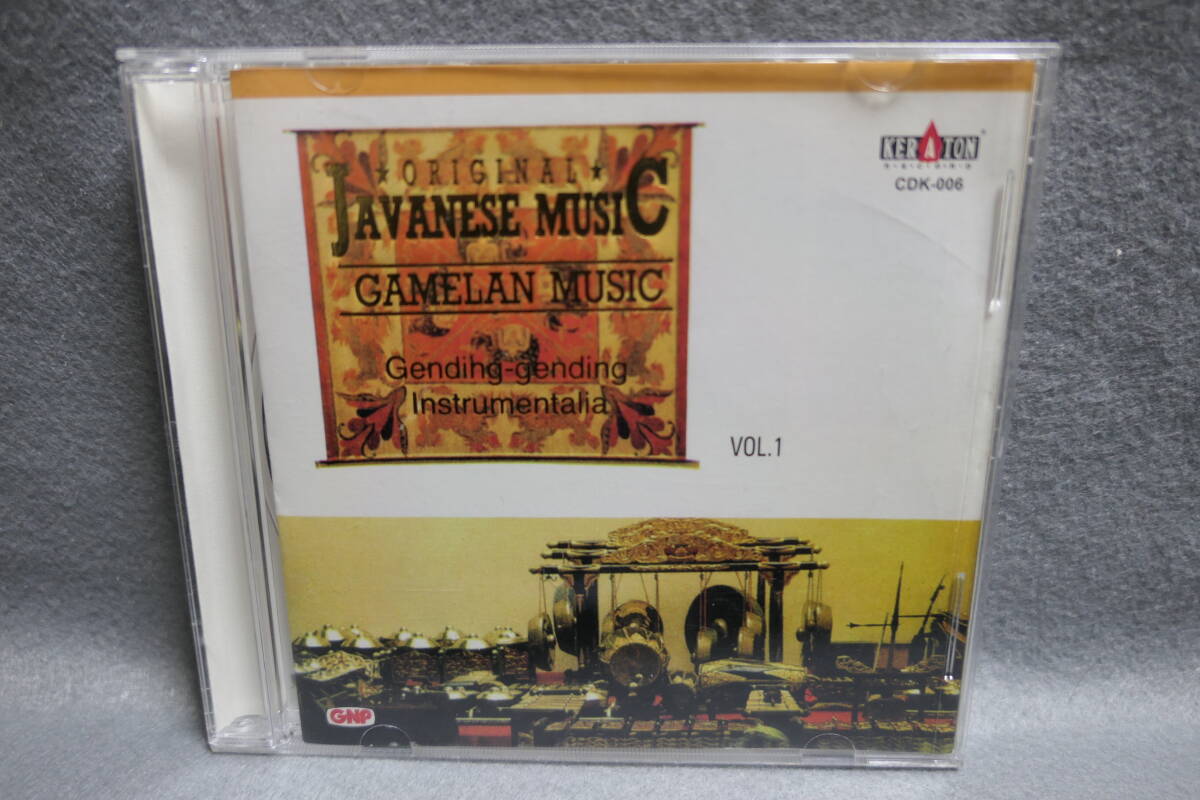 ★ ORIGINAL ★
JAVANESE MUSIC
GAMELAN MUSIC
Gendihg-gending
Instrumentalia
KERATON
CDK-006
VOL.1
GNP